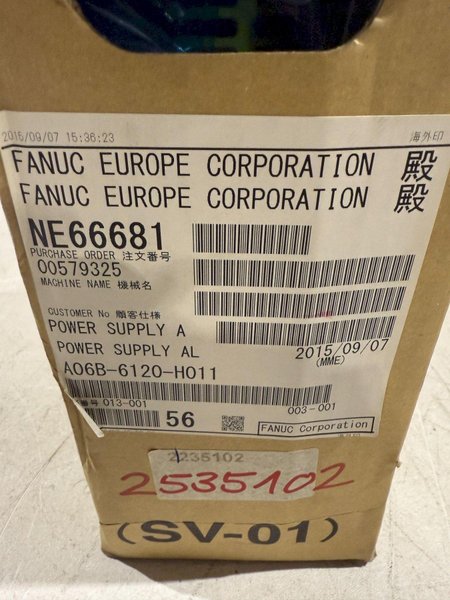 2015/09/07 15:36:23 海外印
FANUC EUROPE CORPORATION 殿
FANUC EUROPE CORPORATION 殿
NE66681
PURCHASE ORDER 注文番号
00579325
MACHINE NAME 機械名
CUSTOMER No 顧客仕様
POWER SUPPLY A
POWER SUPPLY AL 2015/09/07
(MME)
A06B-6120-H011
番号 013-001 003-001
56
FANUC Corporation
2235102
2535102
(SV-01)